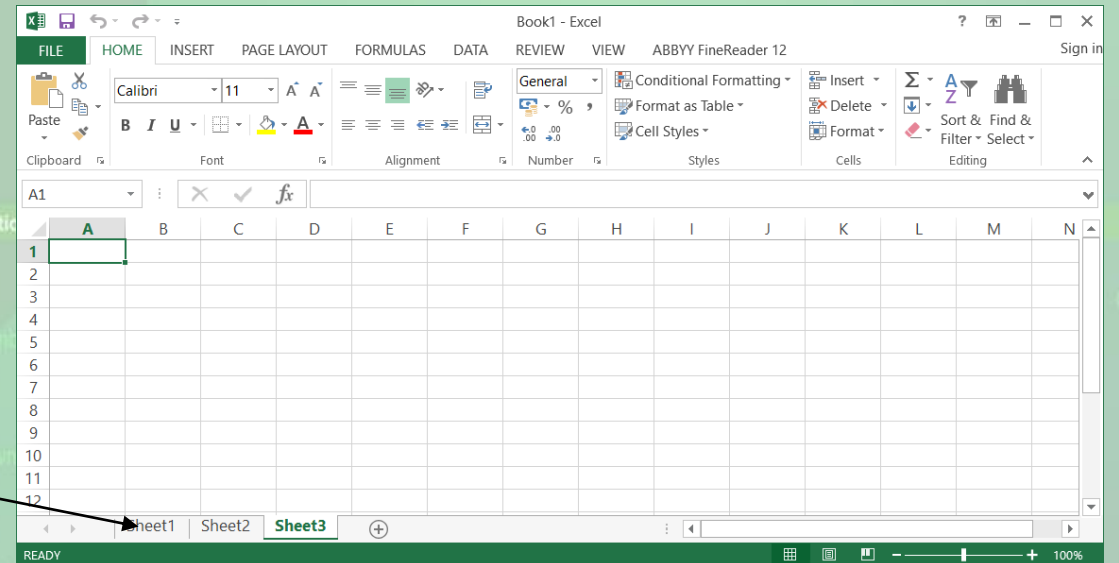 Book1 - Excel
?
FILE HOME INSERT PAGE LAYOUT FORMULAS DATA REVIEW VIEW ABBYY FineReader 12 Sign in
Paste
Calibri 11 A A
B I U A
General
% ,
.00 .0
Conditional Formatting
Format as Table
Cell Styles
Insert
Delete
Format
Σ
A
Z
Sort & Filter
Find & Select
Clipboard Font Alignment Number Styles Cells Editing
A1 fx
A B C D E F G H I J K L M N
1
2
3
4
5
6
7
8
9
10
11
12
Sheet1 Sheet2 Sheet3
READY 100%